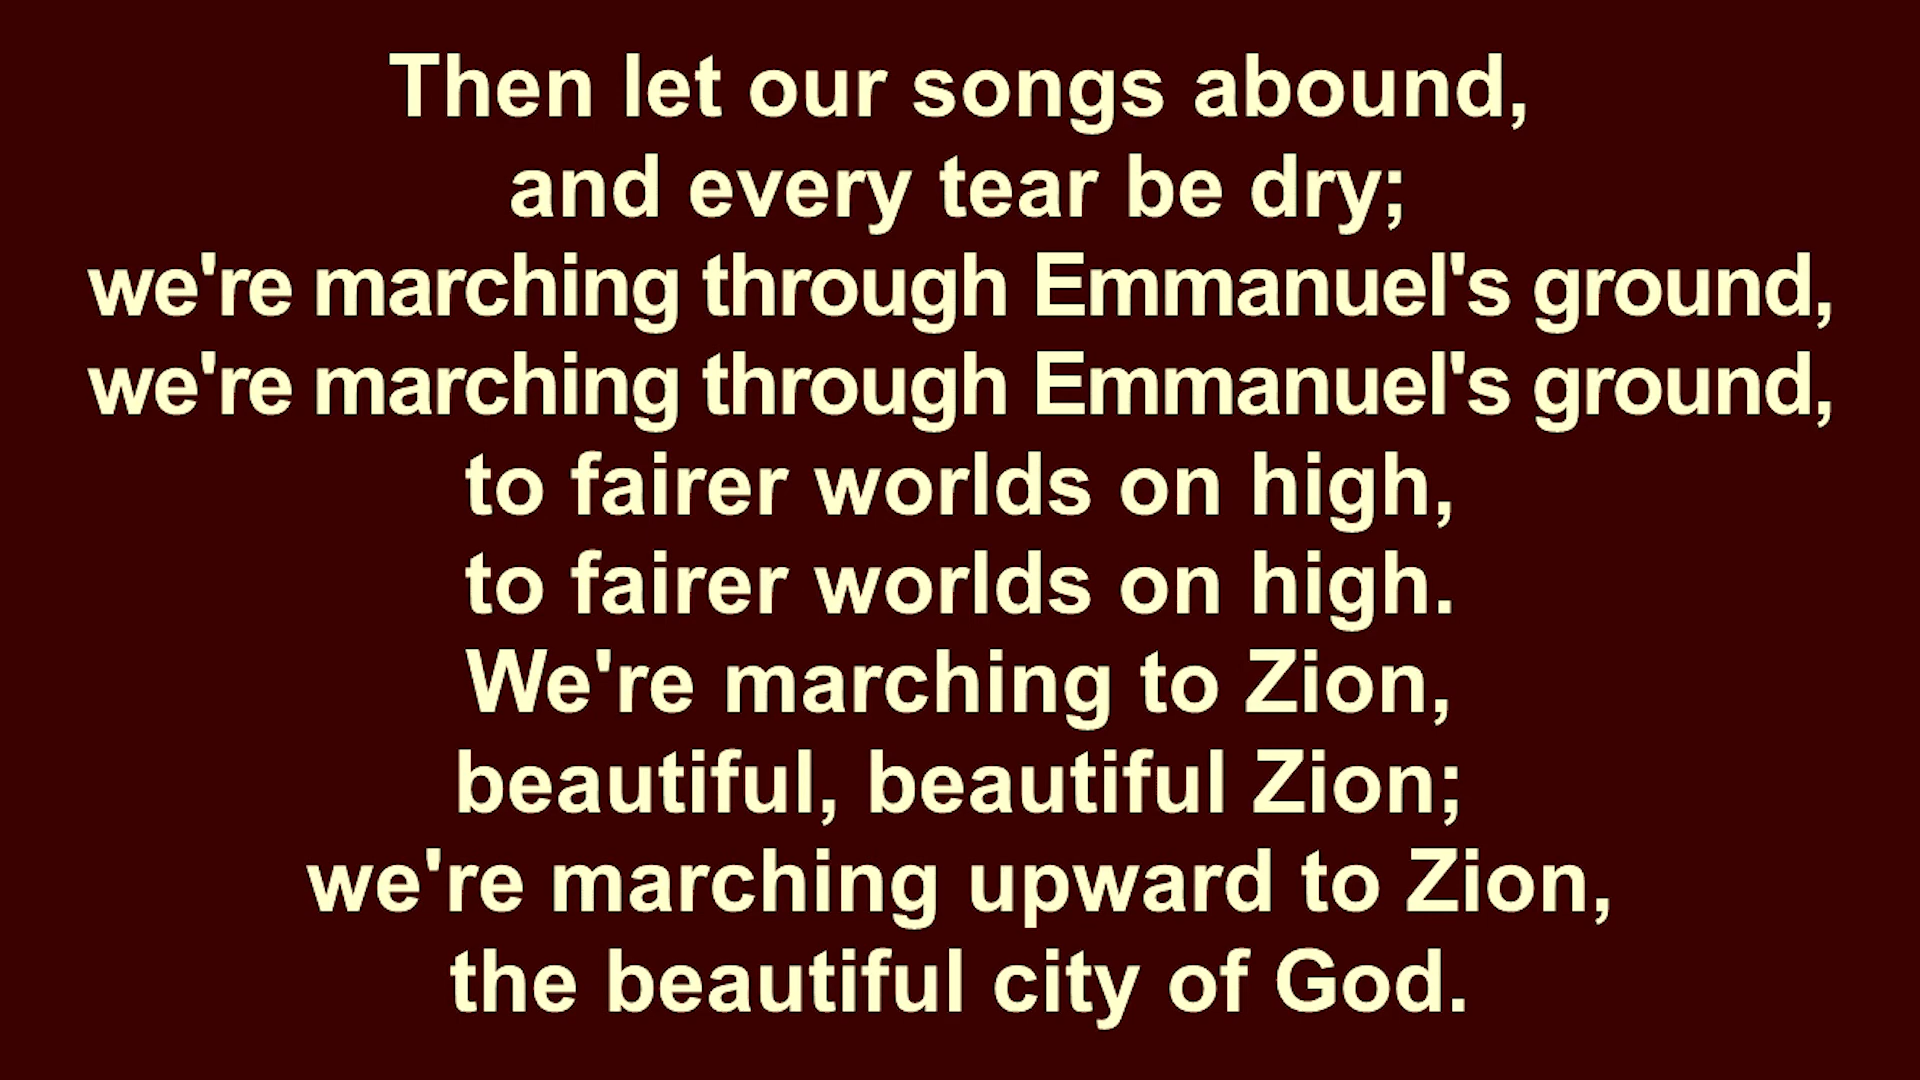 Then let our songs abound,
and every tear be dry;
we're marching through Emmanuel's ground,
we're marching through Emmanuel's ground,
to fairer worlds on high,
to fairer worlds on high.
We're marching to Zion,
beautiful, beautiful Zion;
we're marching upward to Zion,
the beautiful city of God.